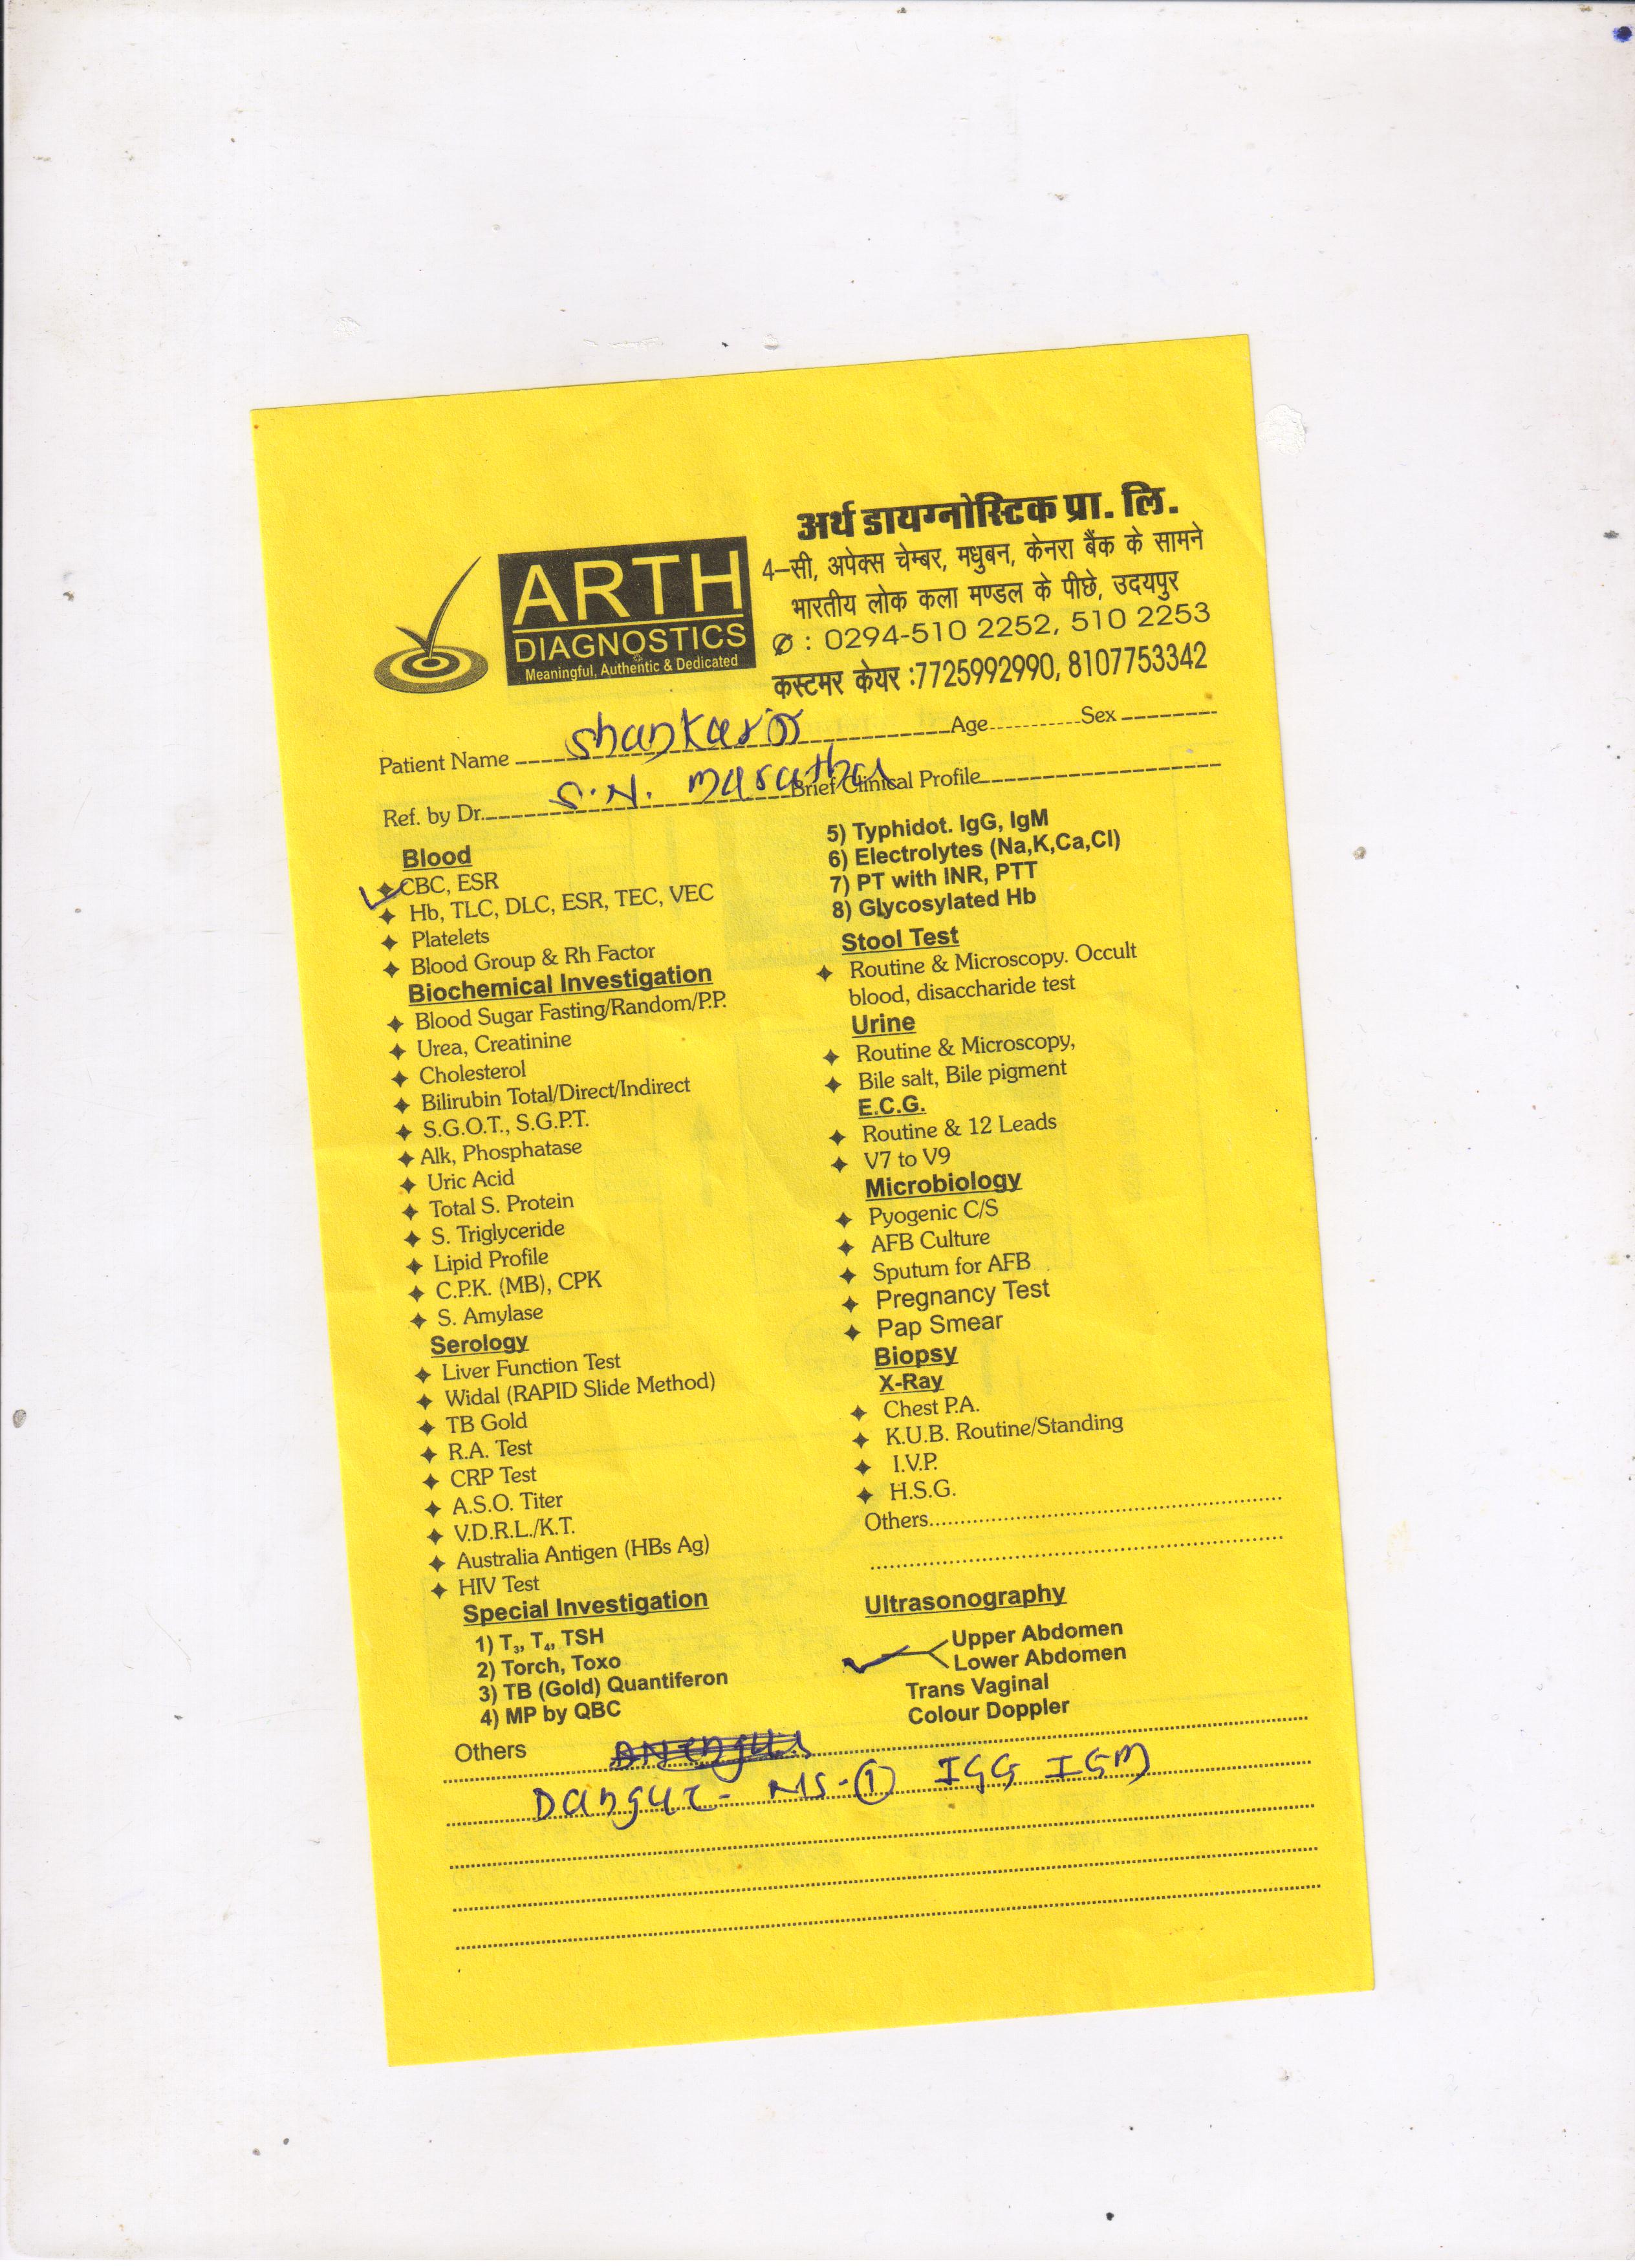 अर्थ डायग्नोस्टिक प्रा. लि.
4–सी, अपेक्स चेम्बर, मधुबन, केनरा बैंक के सामने
भारतीय लोक कला मण्डल के पीछे, उदयपुर
: 0294-510 2252, 510 2253
कस्टमर केयर :7725992990, 8107753342
ARTH
DIAGNOSTICS
Meaningful, Authentic & Dedicated
Patient Name Age Sex
Ref. by Dr. S.N. Brief Clinical Profile
Blood
CBC, ESR
Hb, TLC, DLC, ESR, TEC, VEC
Platelets
Blood Group & Rh Factor
Biochemical Investigation
Blood Sugar Fasting/Random/P.P.
Urea, Creatinine
Cholesterol
Bilirubin Total/Direct/Indirect
S.G.O.T., S.G.P.T.
Alk, Phosphatase
Uric Acid
Total S. Protein
S. Triglyceride
Lipid Profile
C.P.K. (MB), CPK
S. Amylase
Serology
Liver Function Test
Widal (RAPID Slide Method)
TB Gold
R.A. Test
CRP Test
A.S.O. Titer
V.D.R.L./K.T.
Australia Antigen (HBs Ag)
HIV Test
Special Investigation
1) T3, T4, TSH
2) Torch, Toxo
3) TB (Gold) Quantiferon
4) MP by QBC
5) Typhidot. IgG, IgM
6) Electrolytes (Na,K,Ca,Cl)
7) PT with INR, PTT
8) Glycosylated Hb
Stool Test
Routine & Microscopy. Occult
blood, disaccharide test
Urine
Routine & Microscopy,
Bile salt, Bile pigment
E.C.G.
Routine & 12 Leads
V7 to V9
Microbiology
Pyogenic C/S
AFB Culture
Sputum for AFB
Pregnancy Test
Pap Smear
Biopsy
X-Ray
Chest P.A.
K.U.B. Routine/Standing
I.V.P.
H.S.G.
Others
Ultrasonography
Upper Abdomen
Lower Abdomen
Trans Vaginal
Colour Doppler
Others
Dangue- NS-① IGG IGM